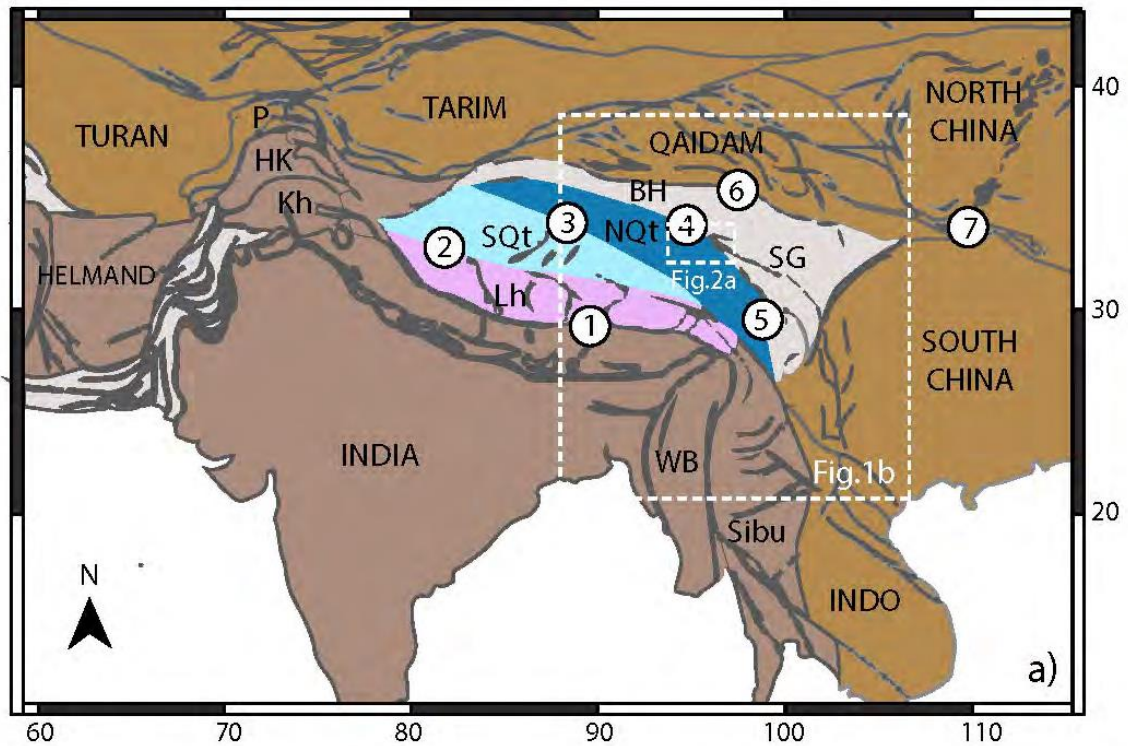 40
NORTH
CHINA
TARIM
TURAN
P
QAIDAM
HK
BH
6
Kh
3
NQt
4
7
SQt
2
SG
HELMAND
Fig.2a
Lh
30
1
5
SOUTH
CHINA
INDIA
WB
Fig.1b
20
Sibu
N
INDO
a)
60
70
80
90
100
110